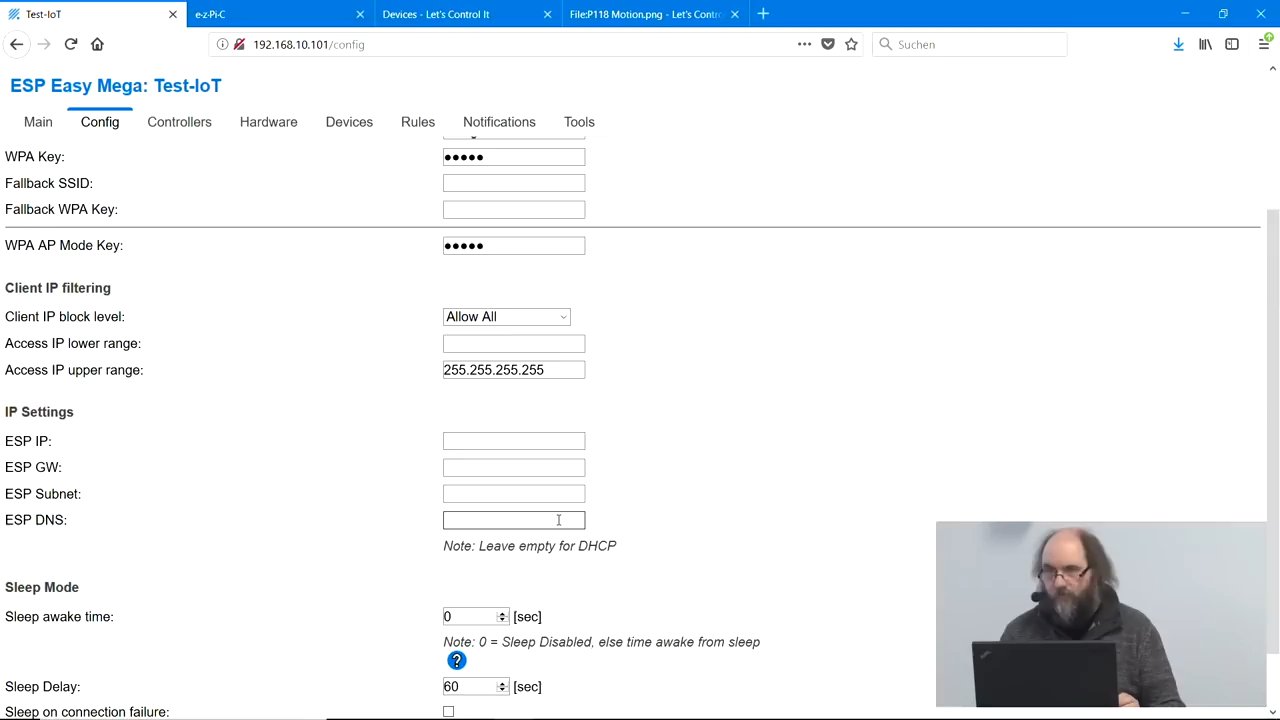 Test-IoT
e-z-Pi-C
Devices - Let's Control It
File:P118 Motion.png - Let's Contr
192.168.10.101/config
Suchen
ESP Easy Mega: Test-IoT
Main
Config
Controllers
Hardware
Devices
Rules
Notifications
Tools
WPA Key: ●●●●●
Fallback SSID:
Fallback WPA Key:
WPA AP Mode Key: ●●●●●
Client IP filtering
Client IP block level: Allow All
Access IP lower range:
Access IP upper range: 255.255.255.255
IP Settings
ESP IP:
ESP GW:
ESP Subnet:
ESP DNS:
Note: Leave empty for DHCP
Sleep Mode
Sleep awake time: 0 [sec]
Note: 0 = Sleep Disabled, else time awake from sleep
?
Sleep Delay: 60 [sec]
Sleep on connection failure: